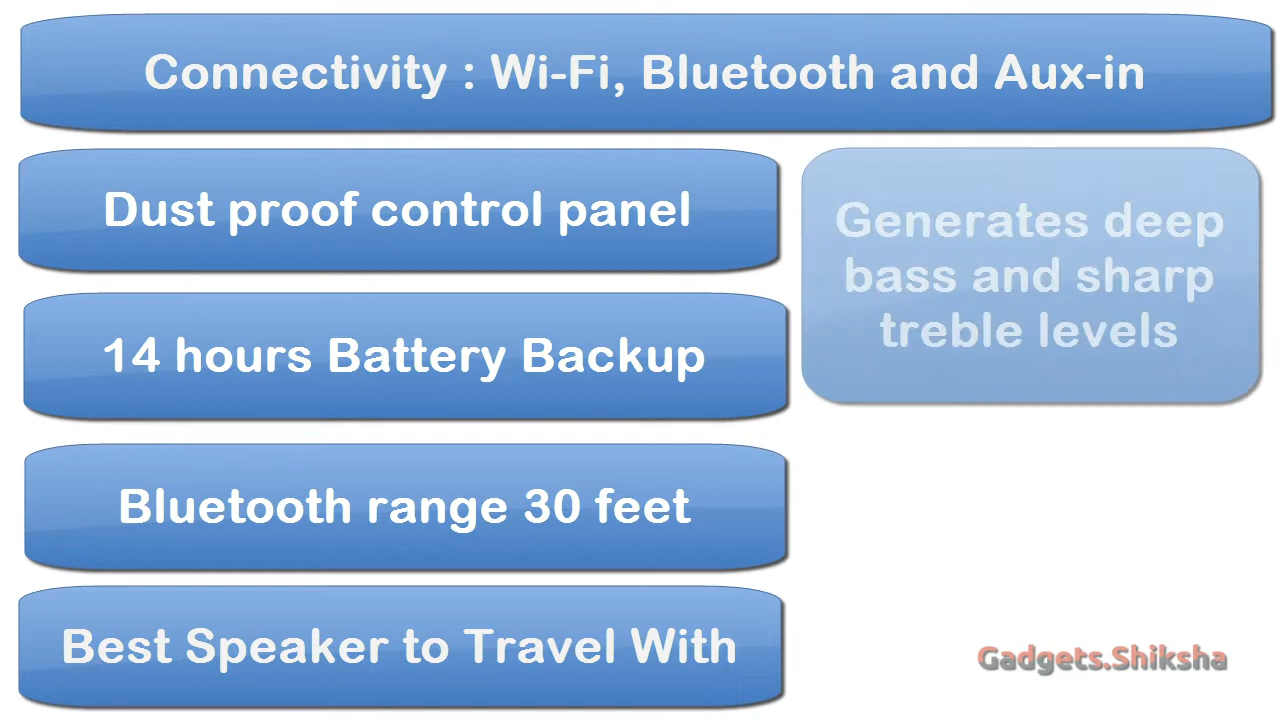 Connectivity : Wi-Fi, Bluetooth and Aux-in
Dust proof control panel
Generates deep
bass and sharp
treble levels
14 hours Battery Backup
Bluetooth range 30 feet
Best Speaker to Travel With
Gadgets.Shiksha